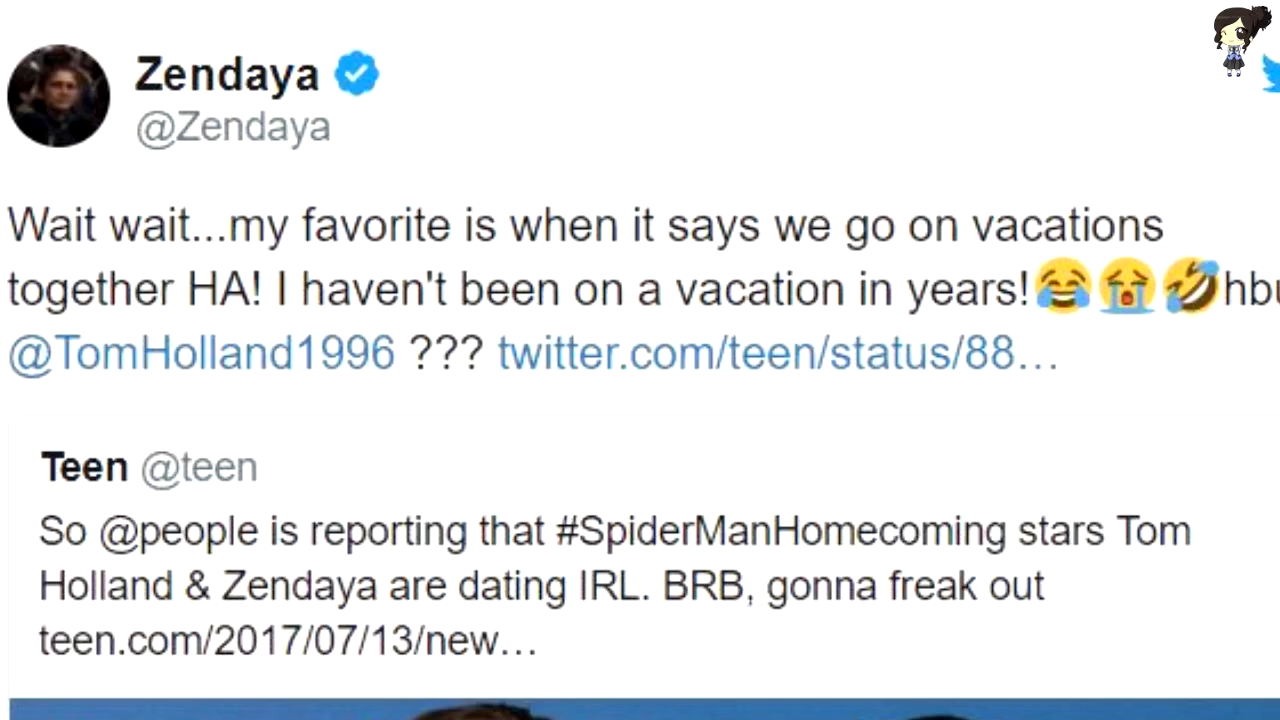 Zendaya
@Zendaya
Wait wait...my favorite is when it says we go on vacations
together HA! I haven't been on a vacation in years!😂😭🤣hbu
@TomHolland1996 ??? twitter.com/teen/status/88…
Teen @teen
So @people is reporting that #SpiderManHomecoming stars Tom
Holland & Zendaya are dating IRL. BRB, gonna freak out
teen.com/2017/07/13/new…